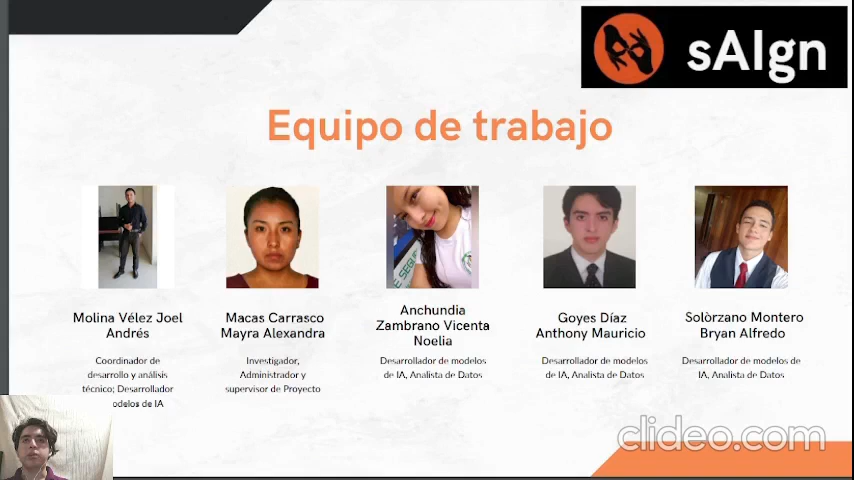 sAIgn
Equipo de trabajo
Molina Vélez Joel
Andrés
Coordinador de
desarrollo y análisis
técnico; Desarrollador
odelos de IA
Macas Carrasco
Mayra Alexandra
Investigador,
Administrador y
supervisor de Proyecto
Anchundia
Zambrano Vicenta
Noelia
Desarrollador de modelos
de IA, Analista de Datos
Goyes Díaz
Anthony Mauricio
Desarrollador de modelos
de IA, Analista de Datos
Solòrzano Montero
Bryan Alfredo
Desarrollador de modelos de
IA, Analista de Datos
clideo.com